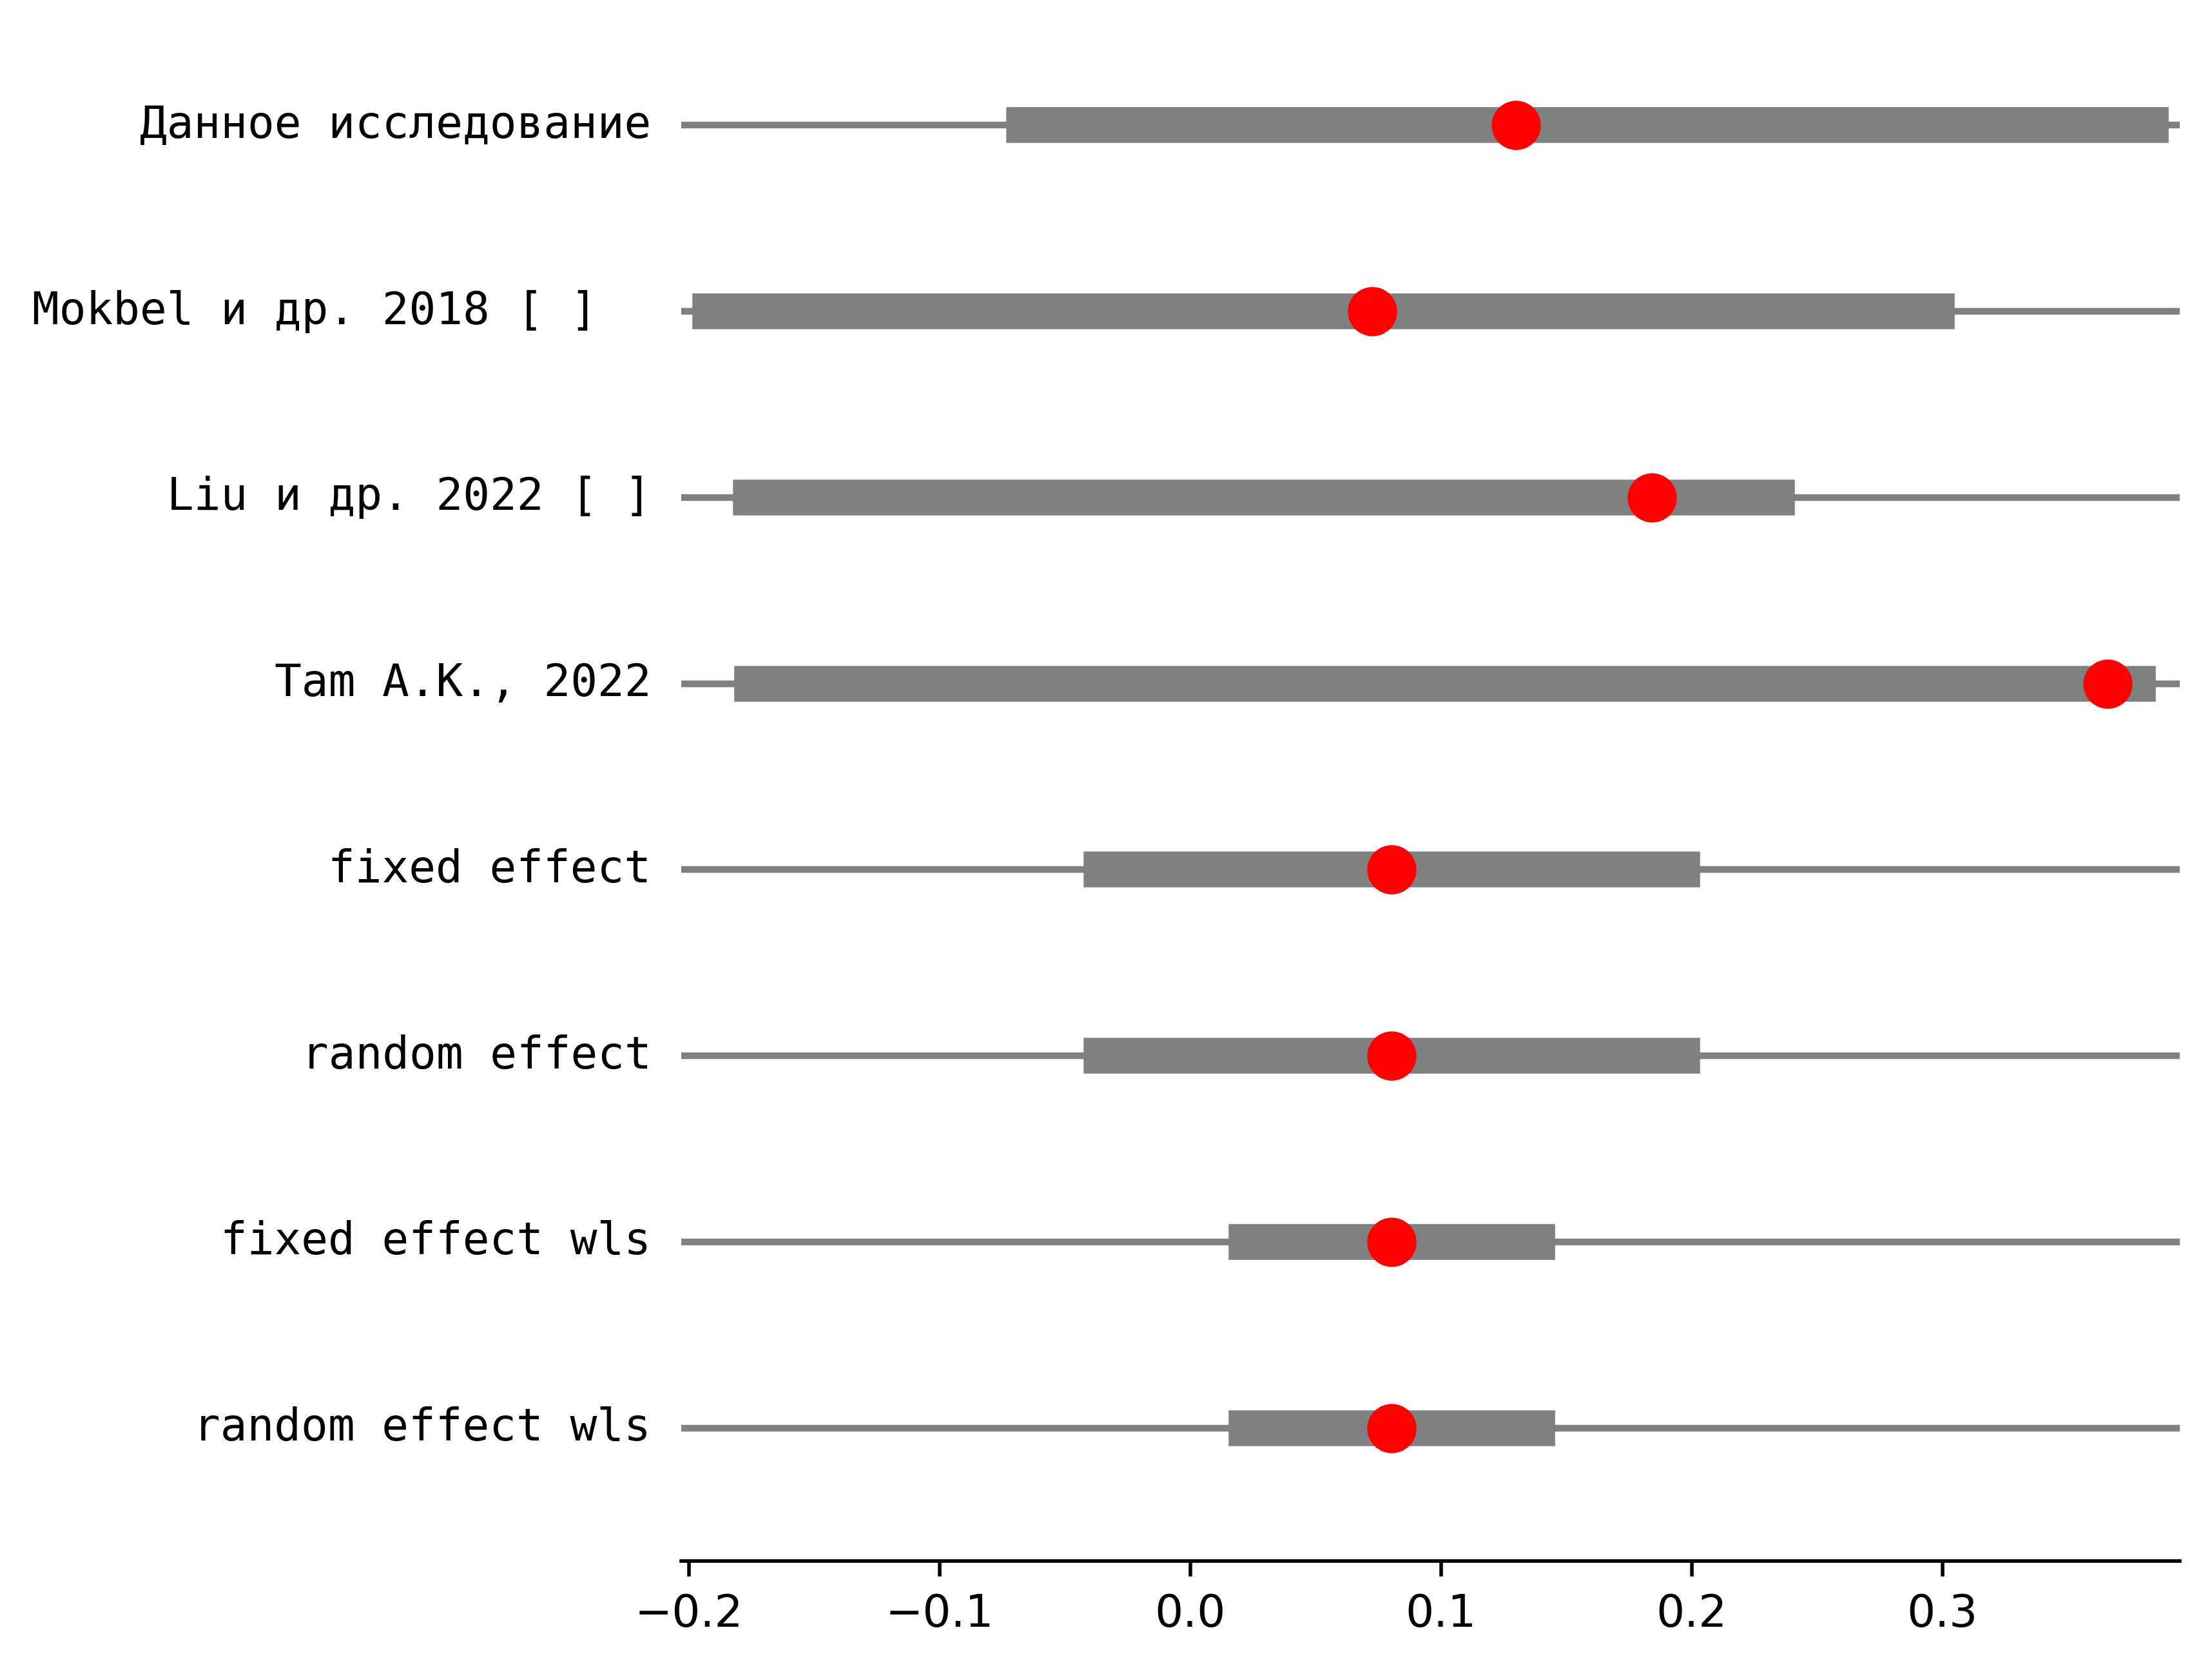 Данное исследование
Mokbel и др. 2018 [ ]
Liu и др. 2022 [ ]
Tam A.K., 2022
fixed effect
random effect
fixed effect wls
random effect wls
−0.2 −0.1 0.0 0.1 0.2 0.3